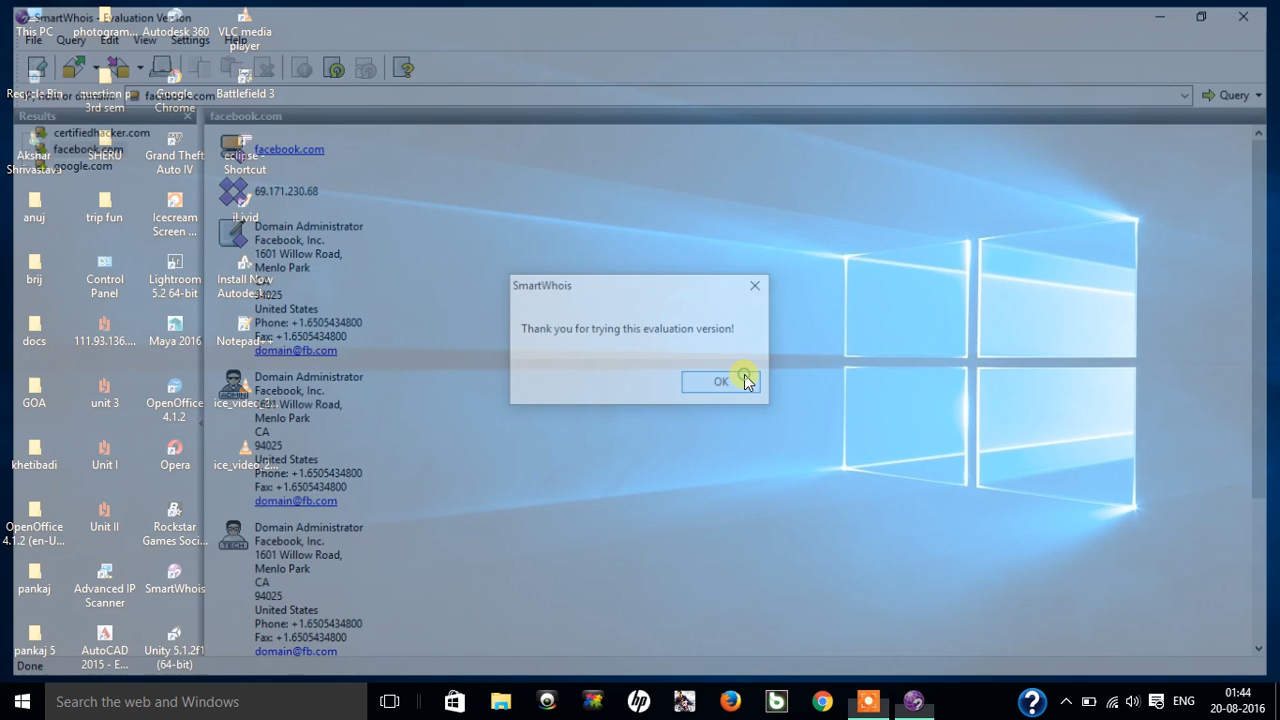 SmartWhois - Evaluation Version
File Query Edit View Settings Help
IP, host or domain: facebook.com
Query
Results
certifiedhacker.com
facebook.com
google.com
facebook.com
facebook.com
69.171.230.68
Domain Administrator
Facebook, Inc.
1601 Willow Road,
Menlo Park
94025
United States
Phone: +1.6505434800
Fax: +1.6505434800
domain@fb.com
ADMIN
Domain Administrator
Facebook, Inc.
1601 Willow Road,
Menlo Park
CA
94025
United States
Phone: +1.6505434800
Fax: +1.6505434800
domain@fb.com
TECH
Domain Administrator
Facebook, Inc.
1601 Willow Road,
Menlo Park
CA
94025
United States
Phone: +1.6505434800
Fax: +1.6505434800
domain@fb.com
Done
SmartWhois
Thank you for trying this evaluation version!
OK
This PC
Recycle Bin
Akshar
Shrivastava
anuj
brij
docs
GOA
khetibadi
OpenOffice
4.1.2 (en-U...
pankaj
pankaj 5
photogram...
question p
3rd sem
SHERU
trip fun
Control
Panel
111.93.136....
unit 3
Unit I
Unit II
Advanced IP
Scanner
AutoCAD
2015 - E...
Autodesk 360
Google
Chrome
Grand Theft
Auto IV
Icecream
Screen ...
Lightroom
5.2 64-bit
Maya 2016
OpenOffice
4.1.2
Opera
Rockstar
Games Soci...
SmartWhois
Unity 5.1.2f1
(64-bit)
VLC media
player
Battlefield 3
eclipse -
Shortcut
iLivid
Install Now
Autodesk...
Notepad++
ice_video_2...
ice_video_2...
Search the web and Windows
ENG
01:44
20-08-2016